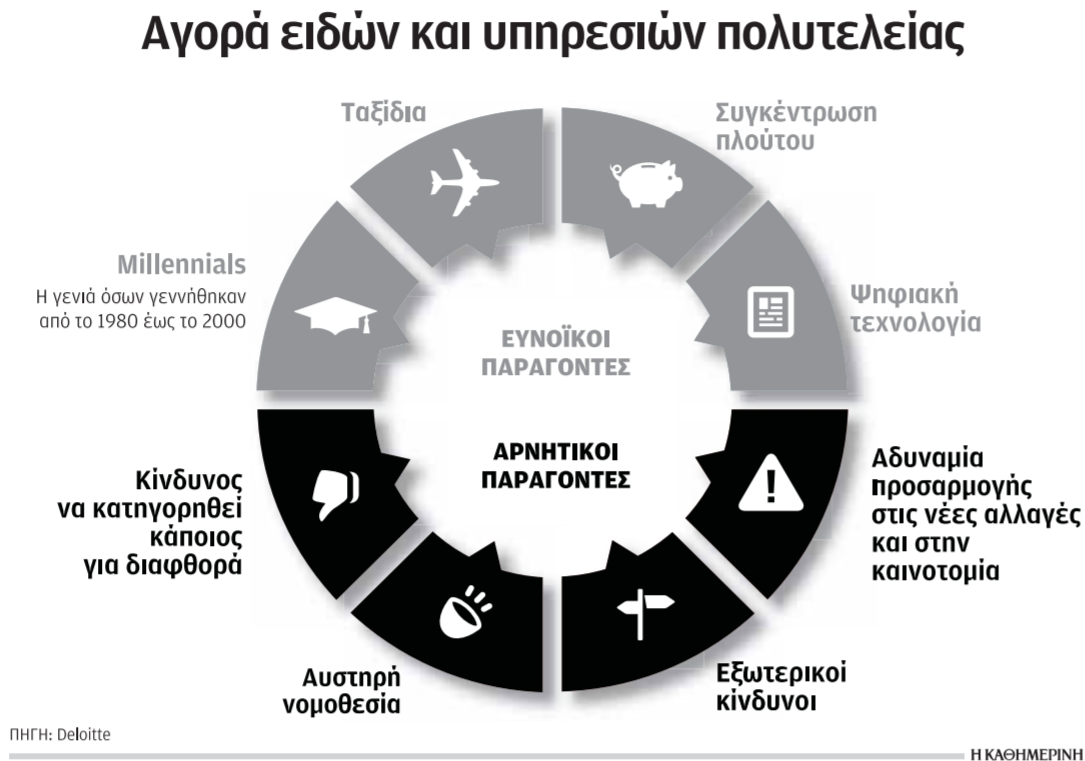 Αγορά ειδών και υπηρεσιών πολυτελείας
Ταξίδια
Συγκέντρωση
πλούτου
Millennials
Η γενιά όσων γεννήθηκαν
από το 1980 έως το 2000
Ψηφιακή
τεχνολογία
ΕΥΝΟΪΚΟΙ
ΠΑΡΑΓΟΝΤΕΣ
ΑΡΝΗΤΙΚΟΙ
ΠΑΡΑΓΟΝΤΕΣ
Κίνδυνος
να κατηγορηθεί
κάποιος
για διαφθορά
Αδυναμία
προσαρμογής
στις νέες αλλαγές
και στην
καινοτομία
Αυστηρή
νομοθεσία
Εξωτερικοί
κίνδυνοι
ΠΗΓΗ: Deloitte
Η ΚΑΘΗΜΕΡΙΝΗ